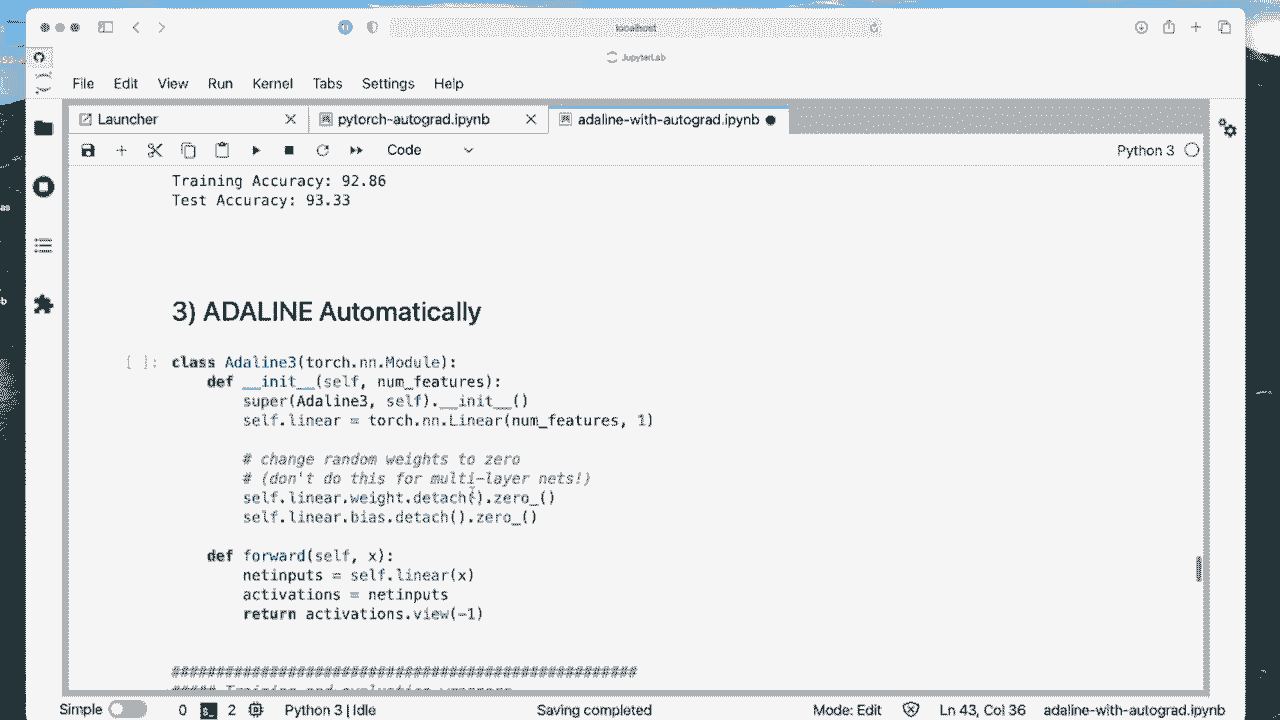 localhost
JupyterLab
File Edit View Run Kernel Tabs Settings Help
Launcher
pytorch-autograd.ipynb
adaline-with-autograd.ipynb
Code
Python 3
Training Accuracy: 92.86
Test Accuracy: 93.33
3) ADALINE Automatically
[ ]: class Adaline3(torch.nn.Module):
def __init__(self, num_features):
super(Adaline3, self).__init__()
self.linear = torch.nn.Linear(num_features, 1)
# change random weights to zero
# (don't do this for multi-layer nets!)
self.linear.weight.detach().zero_()
self.linear.bias.detach().zero_()
def forward(self, x):
netinputs = self.linear(x)
activations = netinputs
return activations.view(-1)
####################################################
##### Training and evaluation wrappers
Simple 0 2 Python 3 | Idle Saving completed Mode: Edit Ln 43, Col 36 adaline-with-autograd.ipynb